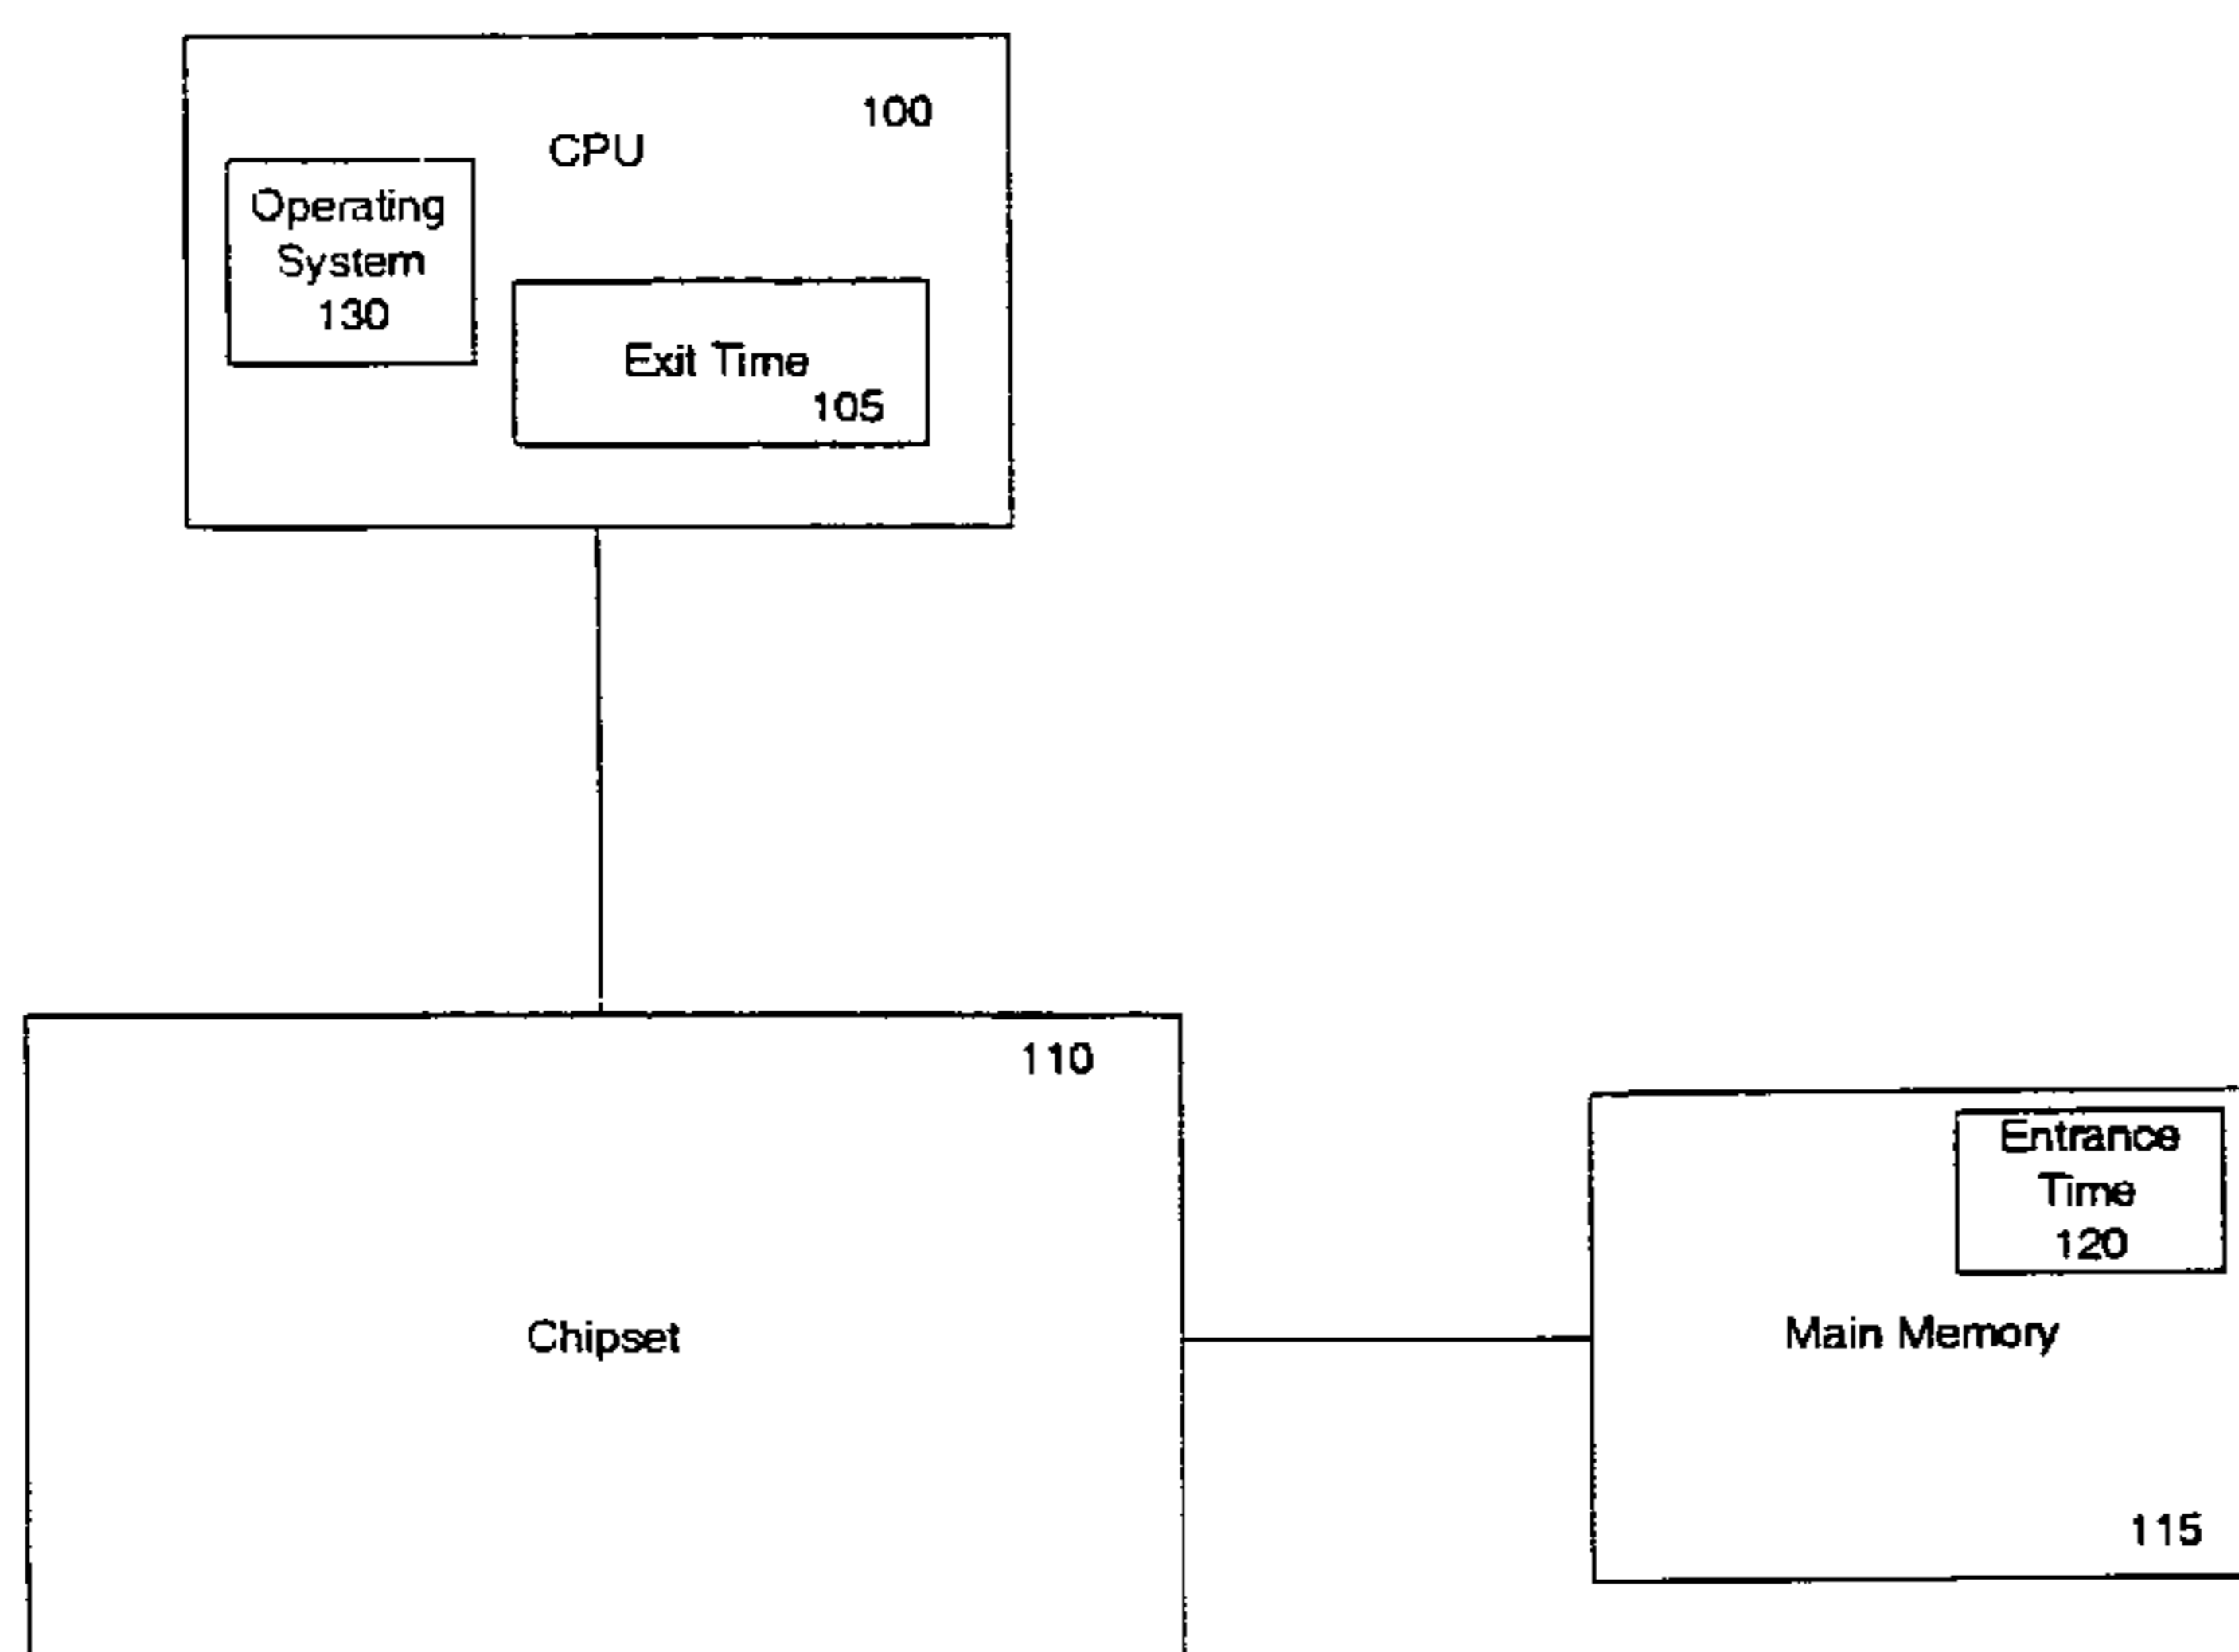 100
CPU
Operating
System
130
Exit Time
105
110
Chipset
Entrance
Time
120
Main Memory
115